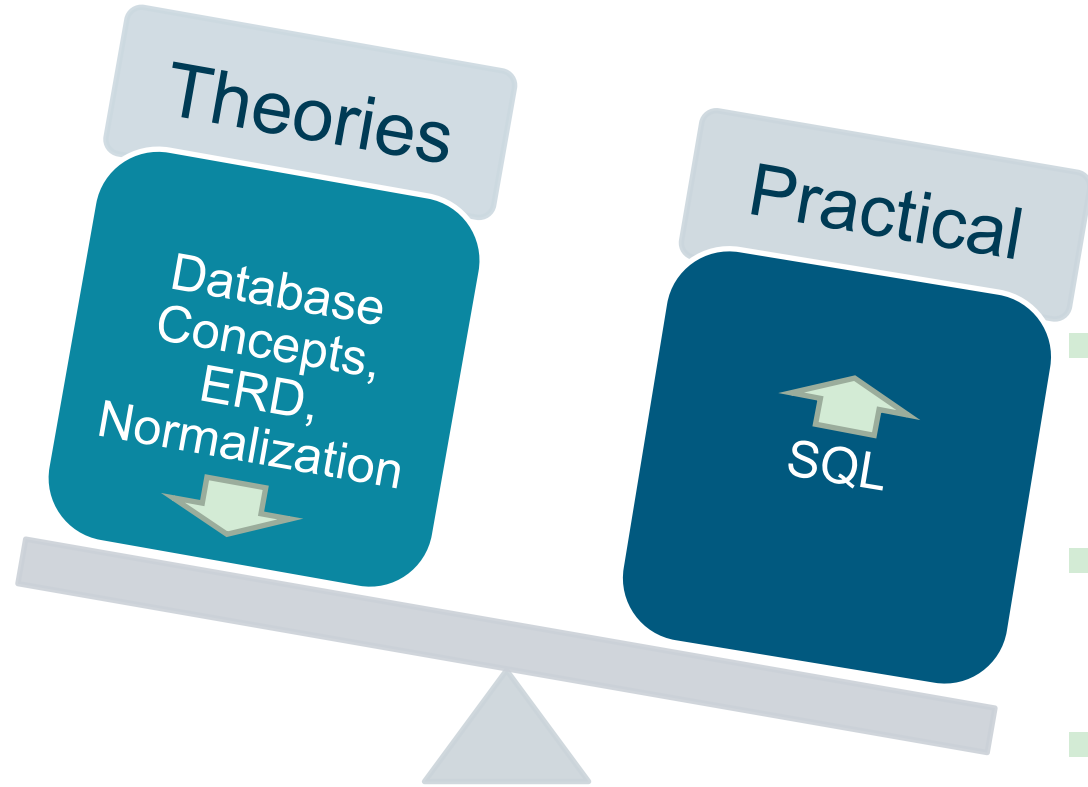 Theories
Database
Concepts,
ERD,
Normalization
Practical
SQL